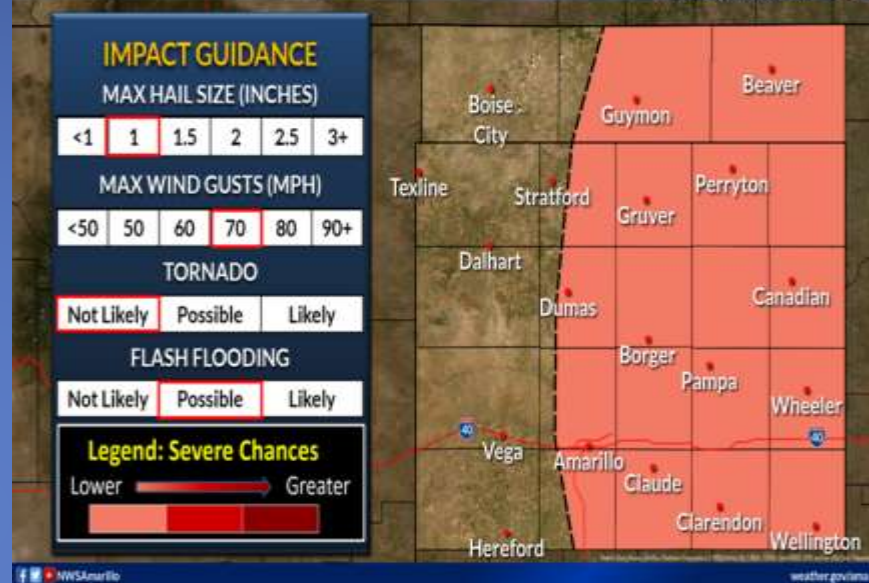 IMPACT GUIDANCE
MAX HAIL SIZE (INCHES)
<1 1 1.5 2 2.5 3+
MAX WIND GUSTS (MPH)
<50 50 60 70 80 90+
TORNADO
Not Likely Possible Likely
FLASH FLOODING
Not Likely Possible Likely
Legend: Severe Chances
Lower Greater
Boise
City
Guymon
Beaver
Texline
Stratford
Gruver
Perryton
Dalhart
Dumas
Canadian
Borger
Pampa
Wheeler
40
40
Vega
Amarillo
Claude
Clarendon
Hereford
Wellington
NWSAmarillo
weather.gov/ama